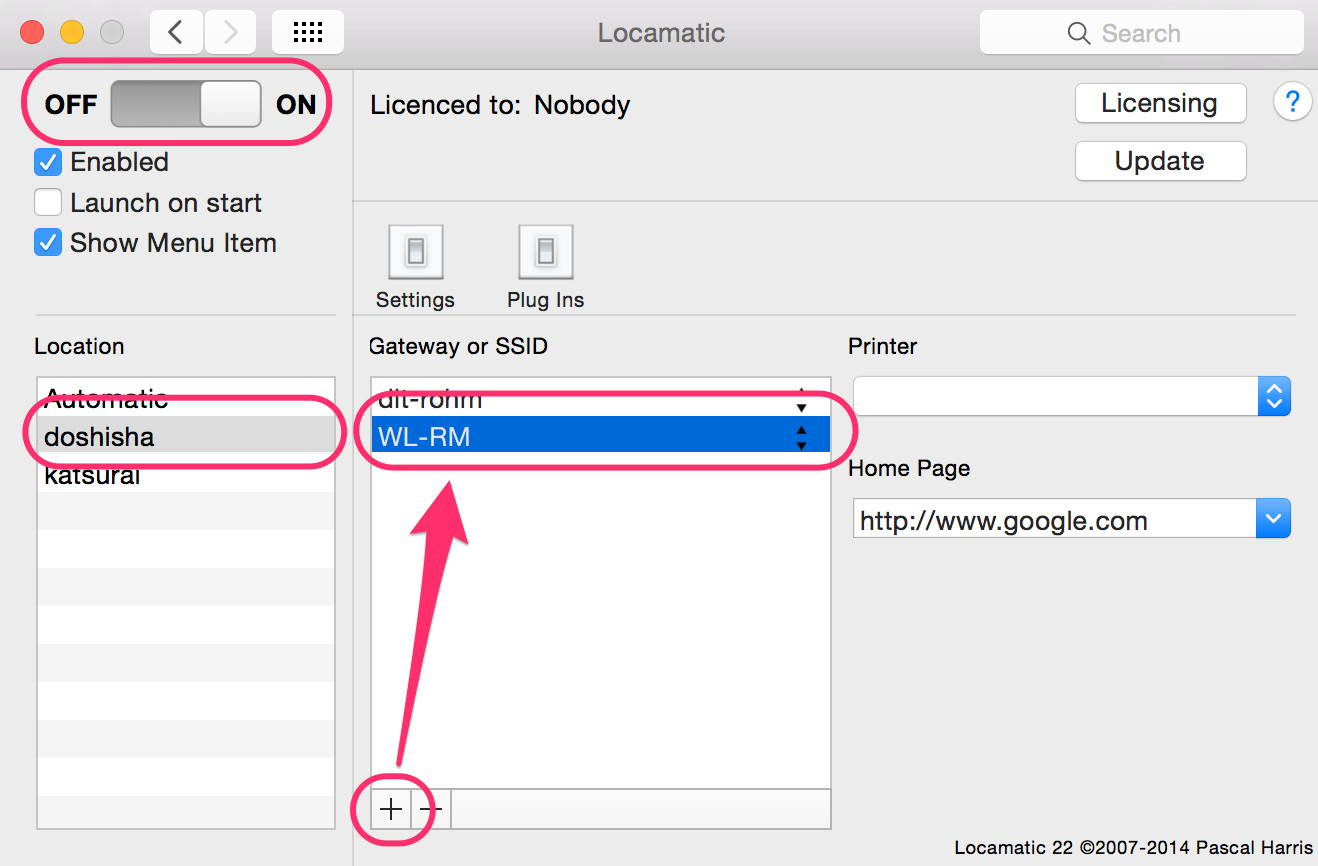 Locamatic
Search
OFF ON
Enabled
Launch on start
Show Menu Item
Licenced to: Nobody
Licensing
?
Update
Settings
Plug Ins
Location
Automatic
doshisha
katsurai
Gateway or SSID
dit-rohm
WL-RM
Printer
Home Page
http://www.google.com
Locamatic 22 ©2007-2014 Pascal Harris